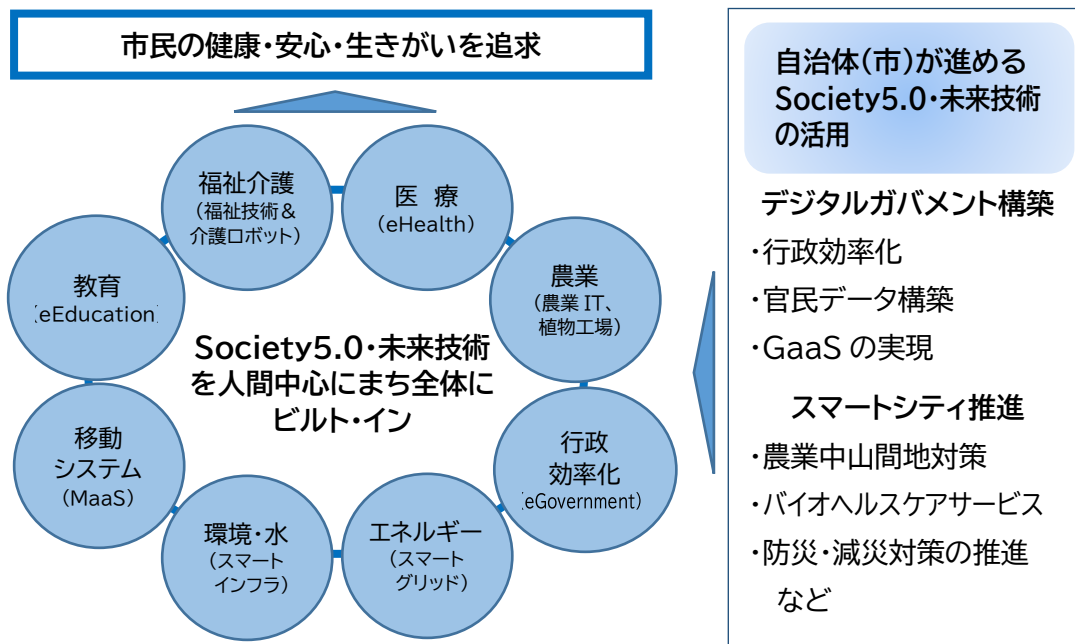 市民の健康・安心・生きがいを追求
福祉介護
(福祉技術&
介護ロボット)
医 療
(eHealth)
農業
(農業 IT、
植物工場)
行政
効率化
(eGovernment)
エネルギー
(スマート
グリッド)
環境・水
(スマート
インフラ)
移動
システム
(MaaS)
教育
(eEducation)
Society5.0・未来技術
を人間中心にまち全体に
ビルト・イン
自治体(市)が進める
Society5.0・未来技術
の活用
デジタルガバメント構築
・行政効率化
・官民データ構築
・GaaS の実現
スマートシティ推進
・農業中山間地対策
・バイオヘルスケアサービス
・防災・減災対策の推進
など